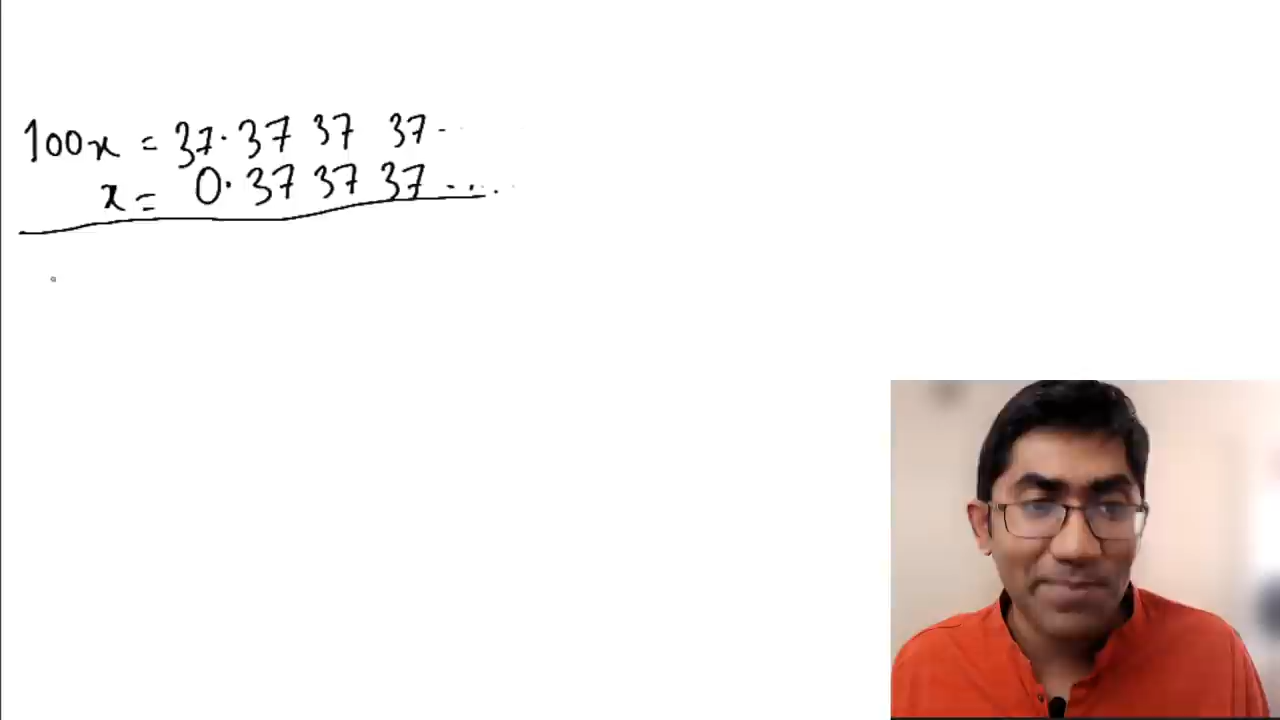 100x = 37.37 37 37..
x = 0.37 37 37....